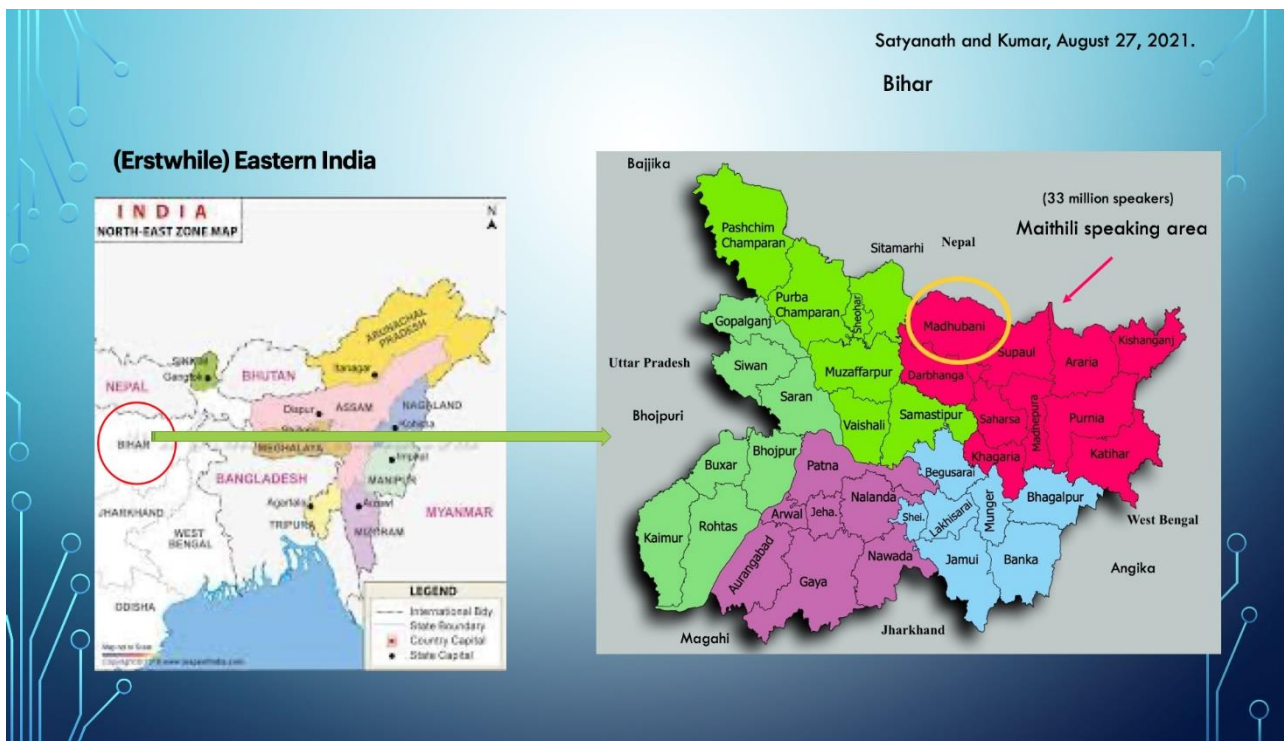 Satyanath and Kumar, August 27, 2021.
Bihar
(Erstwhile) Eastern India
INDIA
NORTH-EAST ZONE MAP
N
ARUNACHAL
PRADESH
Itanagar
SIKKIM
Gangtok
NEPAL
BHUTAN
Dispur
ASSAM
NAGALAND
Kohima
BIHAR
MEGHALAYA
Imphal
BANGLADESH
MANIPUR
Agartala
Aizawl
JHARKHAND
TRIPURA
MIZORAM
MYANMAR
WEST
BENGAL
ODISHA
LEGEND
International Bdy
State Boundary
Country Capital
State Capital
Map not to Scale
Bajjika
(33 million speakers)
Maithili speaking area
Pashchim
Champaran
Sitamarhi
Nepal
Purba
Champaran
Sheohar
Gopalganj
Madhubani
Kishanganj
Supaul
Araria
Uttar Pradesh
Siwan
Muzaffarpur
Darbhanga
Saran
Bhojpuri
Vaishali
Samastipur
Saharsa
Madhepura
Purnia
Khagaria
Katihar
Buxar
Bhojpur
Patna
Begusarai
Nalanda
Munger
Bhagalpur
Arwal
Jeha.
Shei.
Lakhisarai
West Bengal
Kaimur
Rohtas
Aurangabad
Gaya
Nawada
Jamui
Banka
Angika
Magahi
Jharkhand